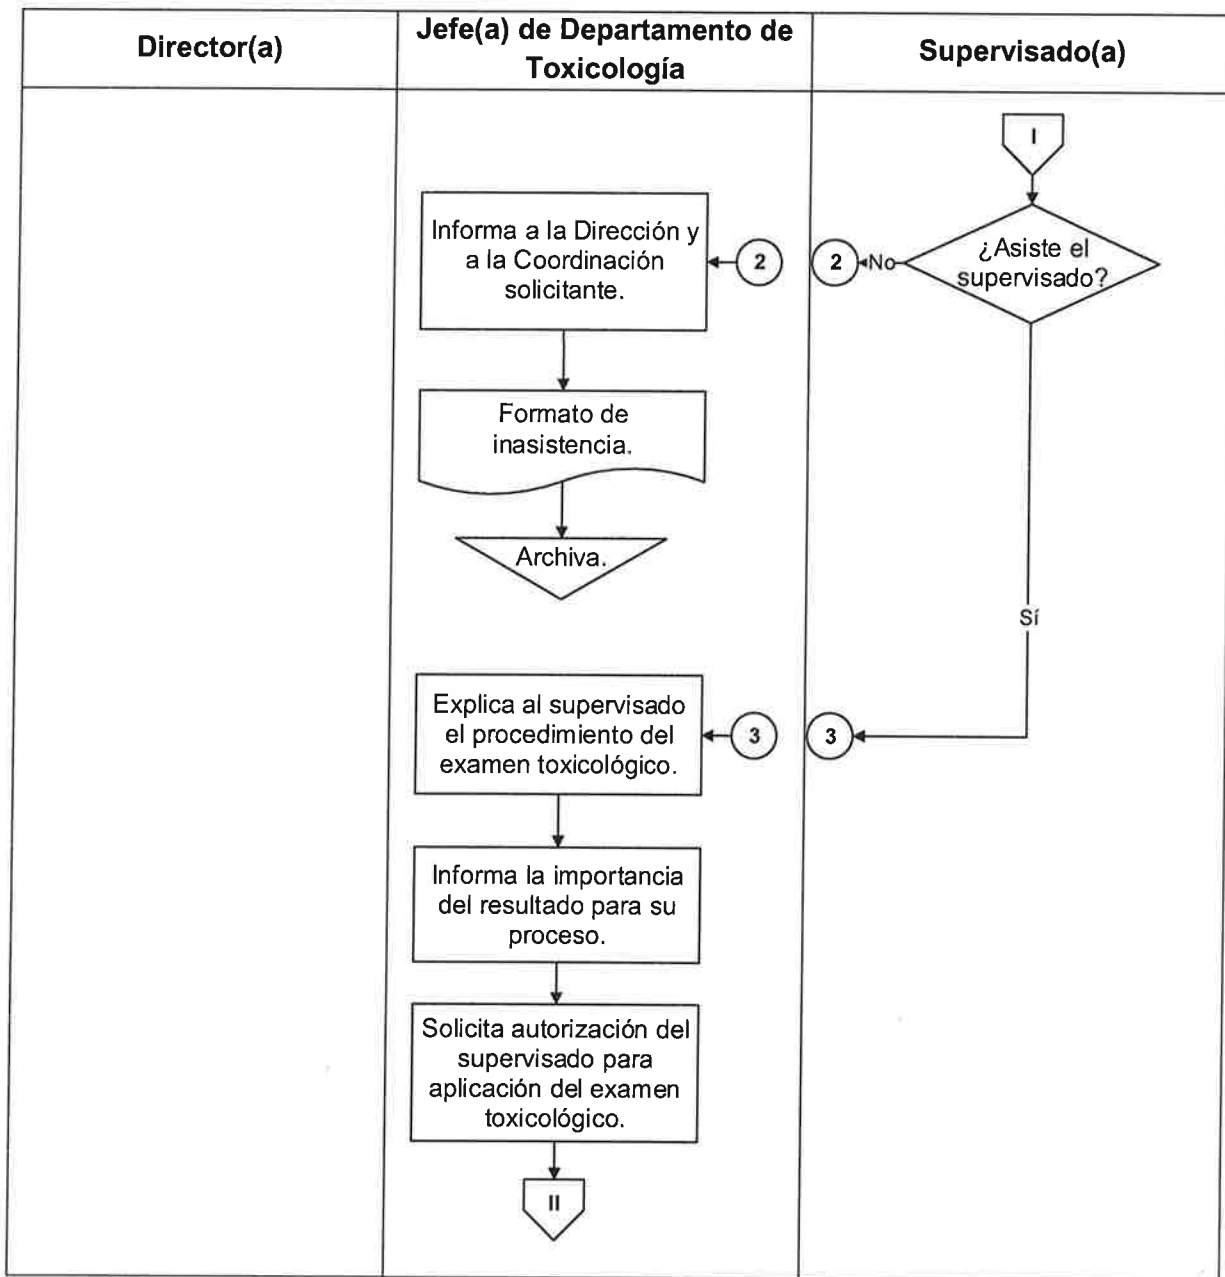 Director(a)
Jefe(a) de Departamento de
Toxicología
Supervisado(a)
I
¿Asiste el
supervisado?
No
2
2
Informa a la Dirección y
a la Coordinación
solicitante.
Formato de
inasistencia.
Archiva.
Sí
3
3
Explica al supervisado
el procedimiento del
examen toxicológico.
Informa la importancia
del resultado para su
proceso.
Solicita autorización del
supervisado para
aplicación del examen
toxicológico.
II